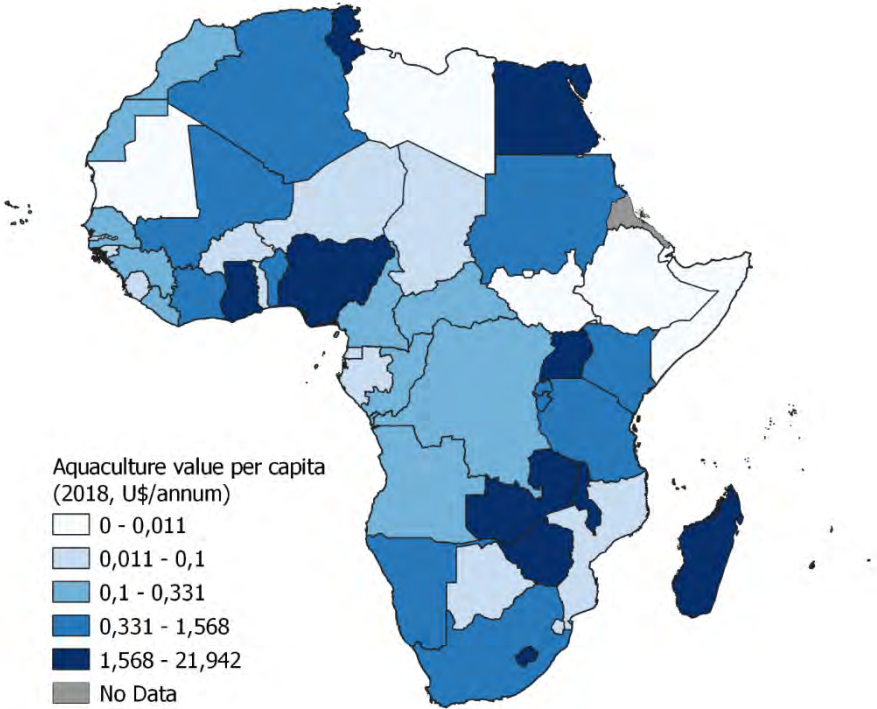 Aquaculture value per capita
(2018, U$/annum)
0 - 0,011
0,011 - 0,1
0,1 - 0,331
0,331 - 1,568
1,568 - 21,942
No Data